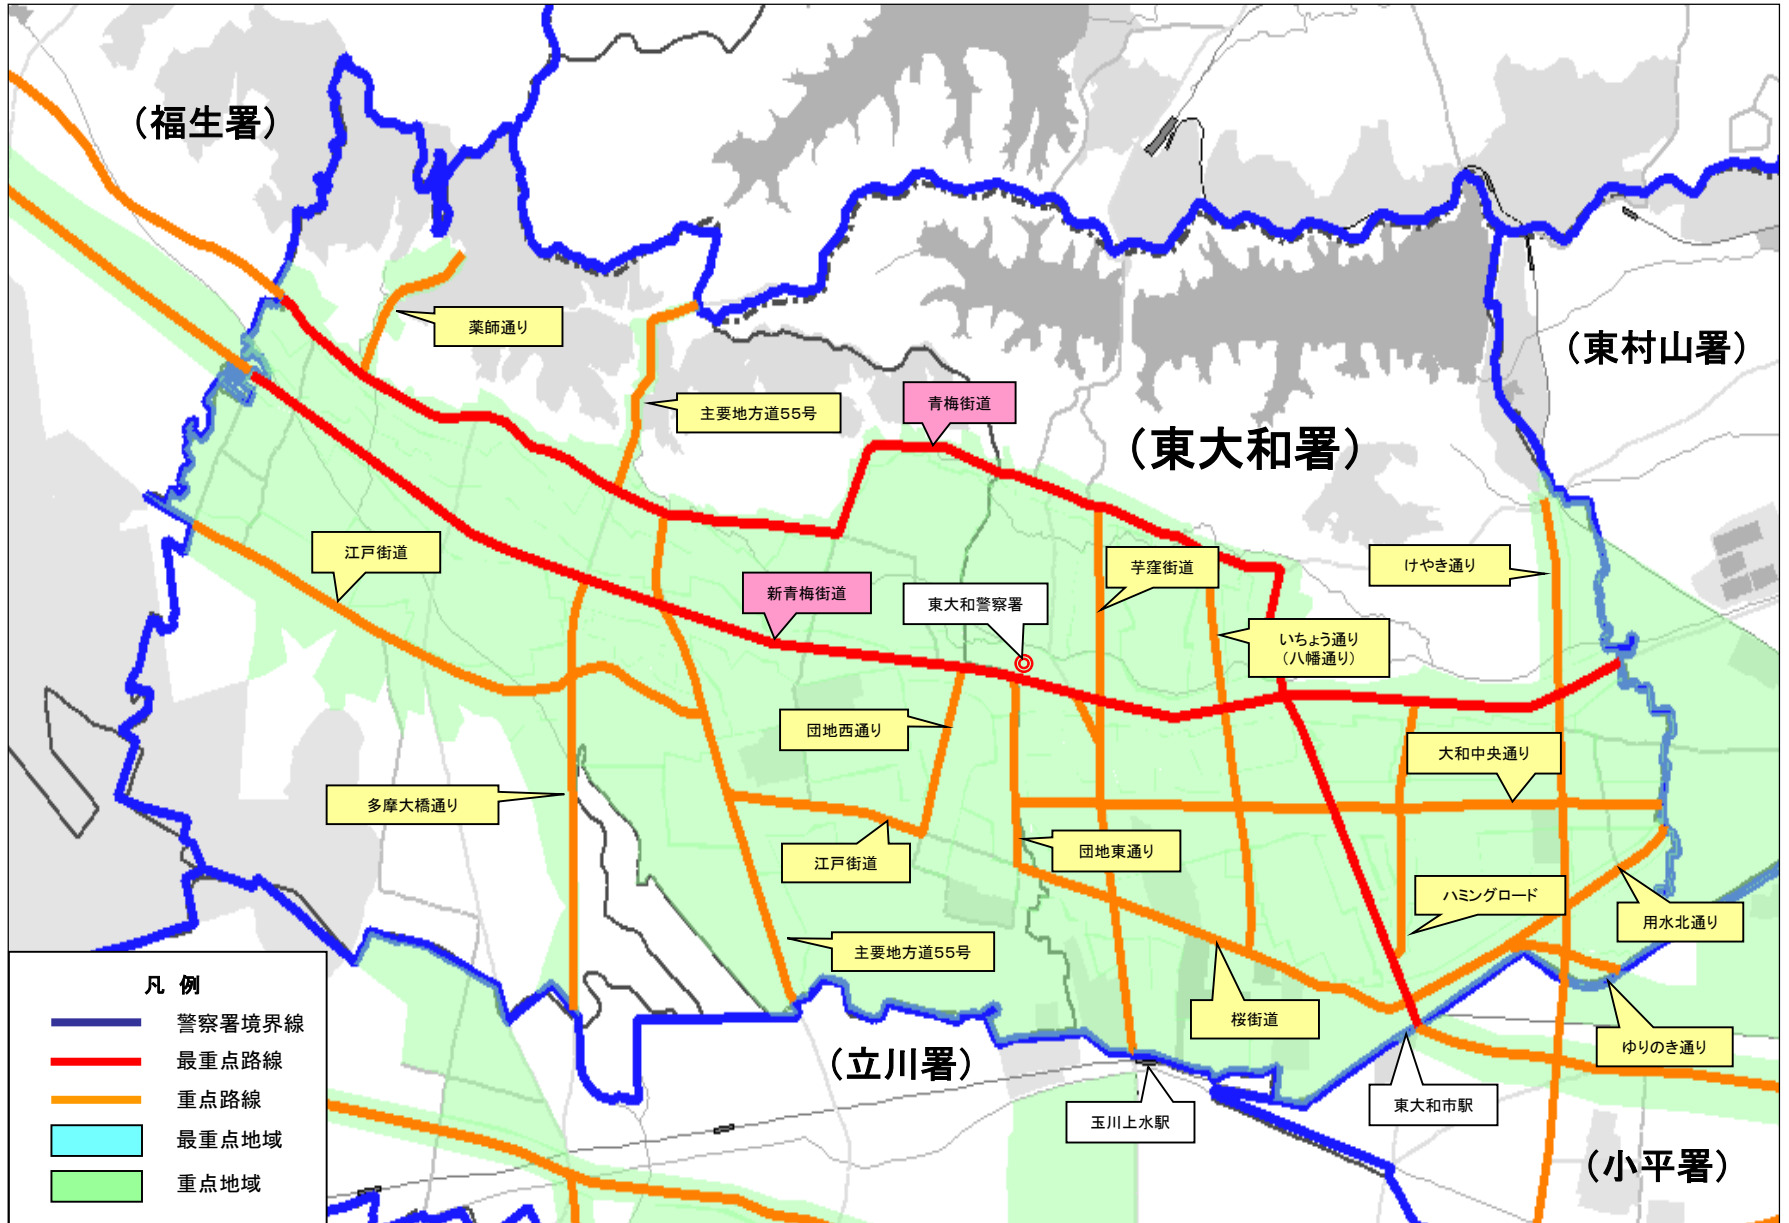 （福生署）
薬師通り
（東村山署）
主要地方道55号
青梅街道
（東大和署）
江戸街道
新青梅街道
東大和警察署
芋窪街道
けやき通り
いちょう通り
（八幡通り）
団地西通り
大和中央通り
多摩大橋通り
江戸街道
団地東通り
ハミングロード
用水北通り
主要地方道55号
桜街道
ゆりのき通り
（立川署）
玉川上水駅
東大和市駅
（小平署）
凡 例
警察署境界線
最重点路線
重点路線
最重点地域
重点地域